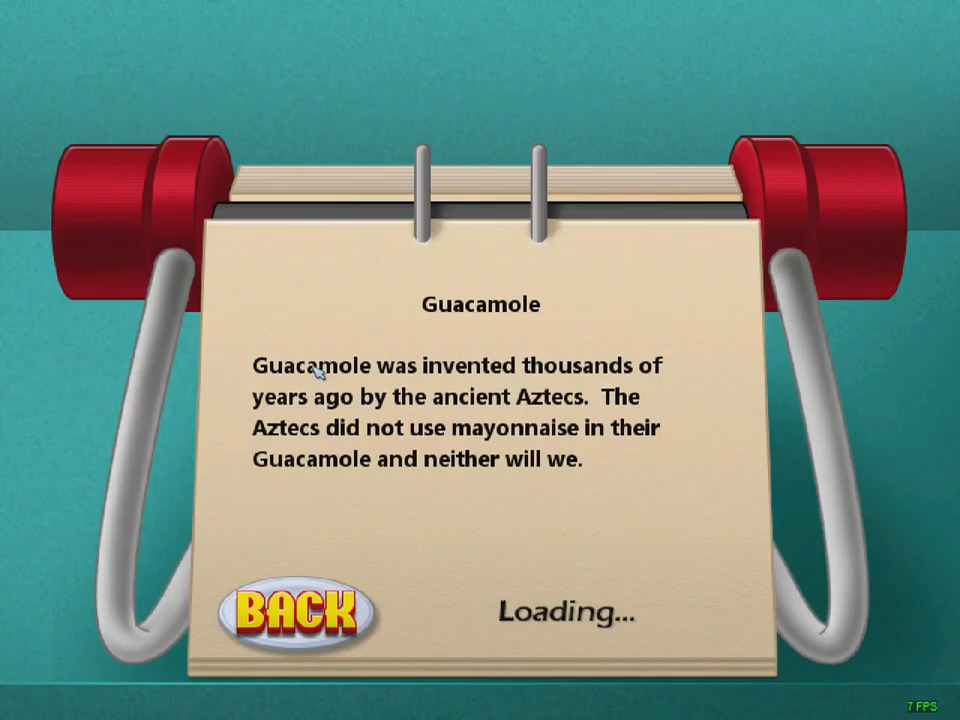 Guacamole
Guacamole was invented thousands of
years ago by the ancient Aztecs.  The
Aztecs did not use mayonnaise in their
Guacamole and neither will we.
BACK
Loading...
7 FPS